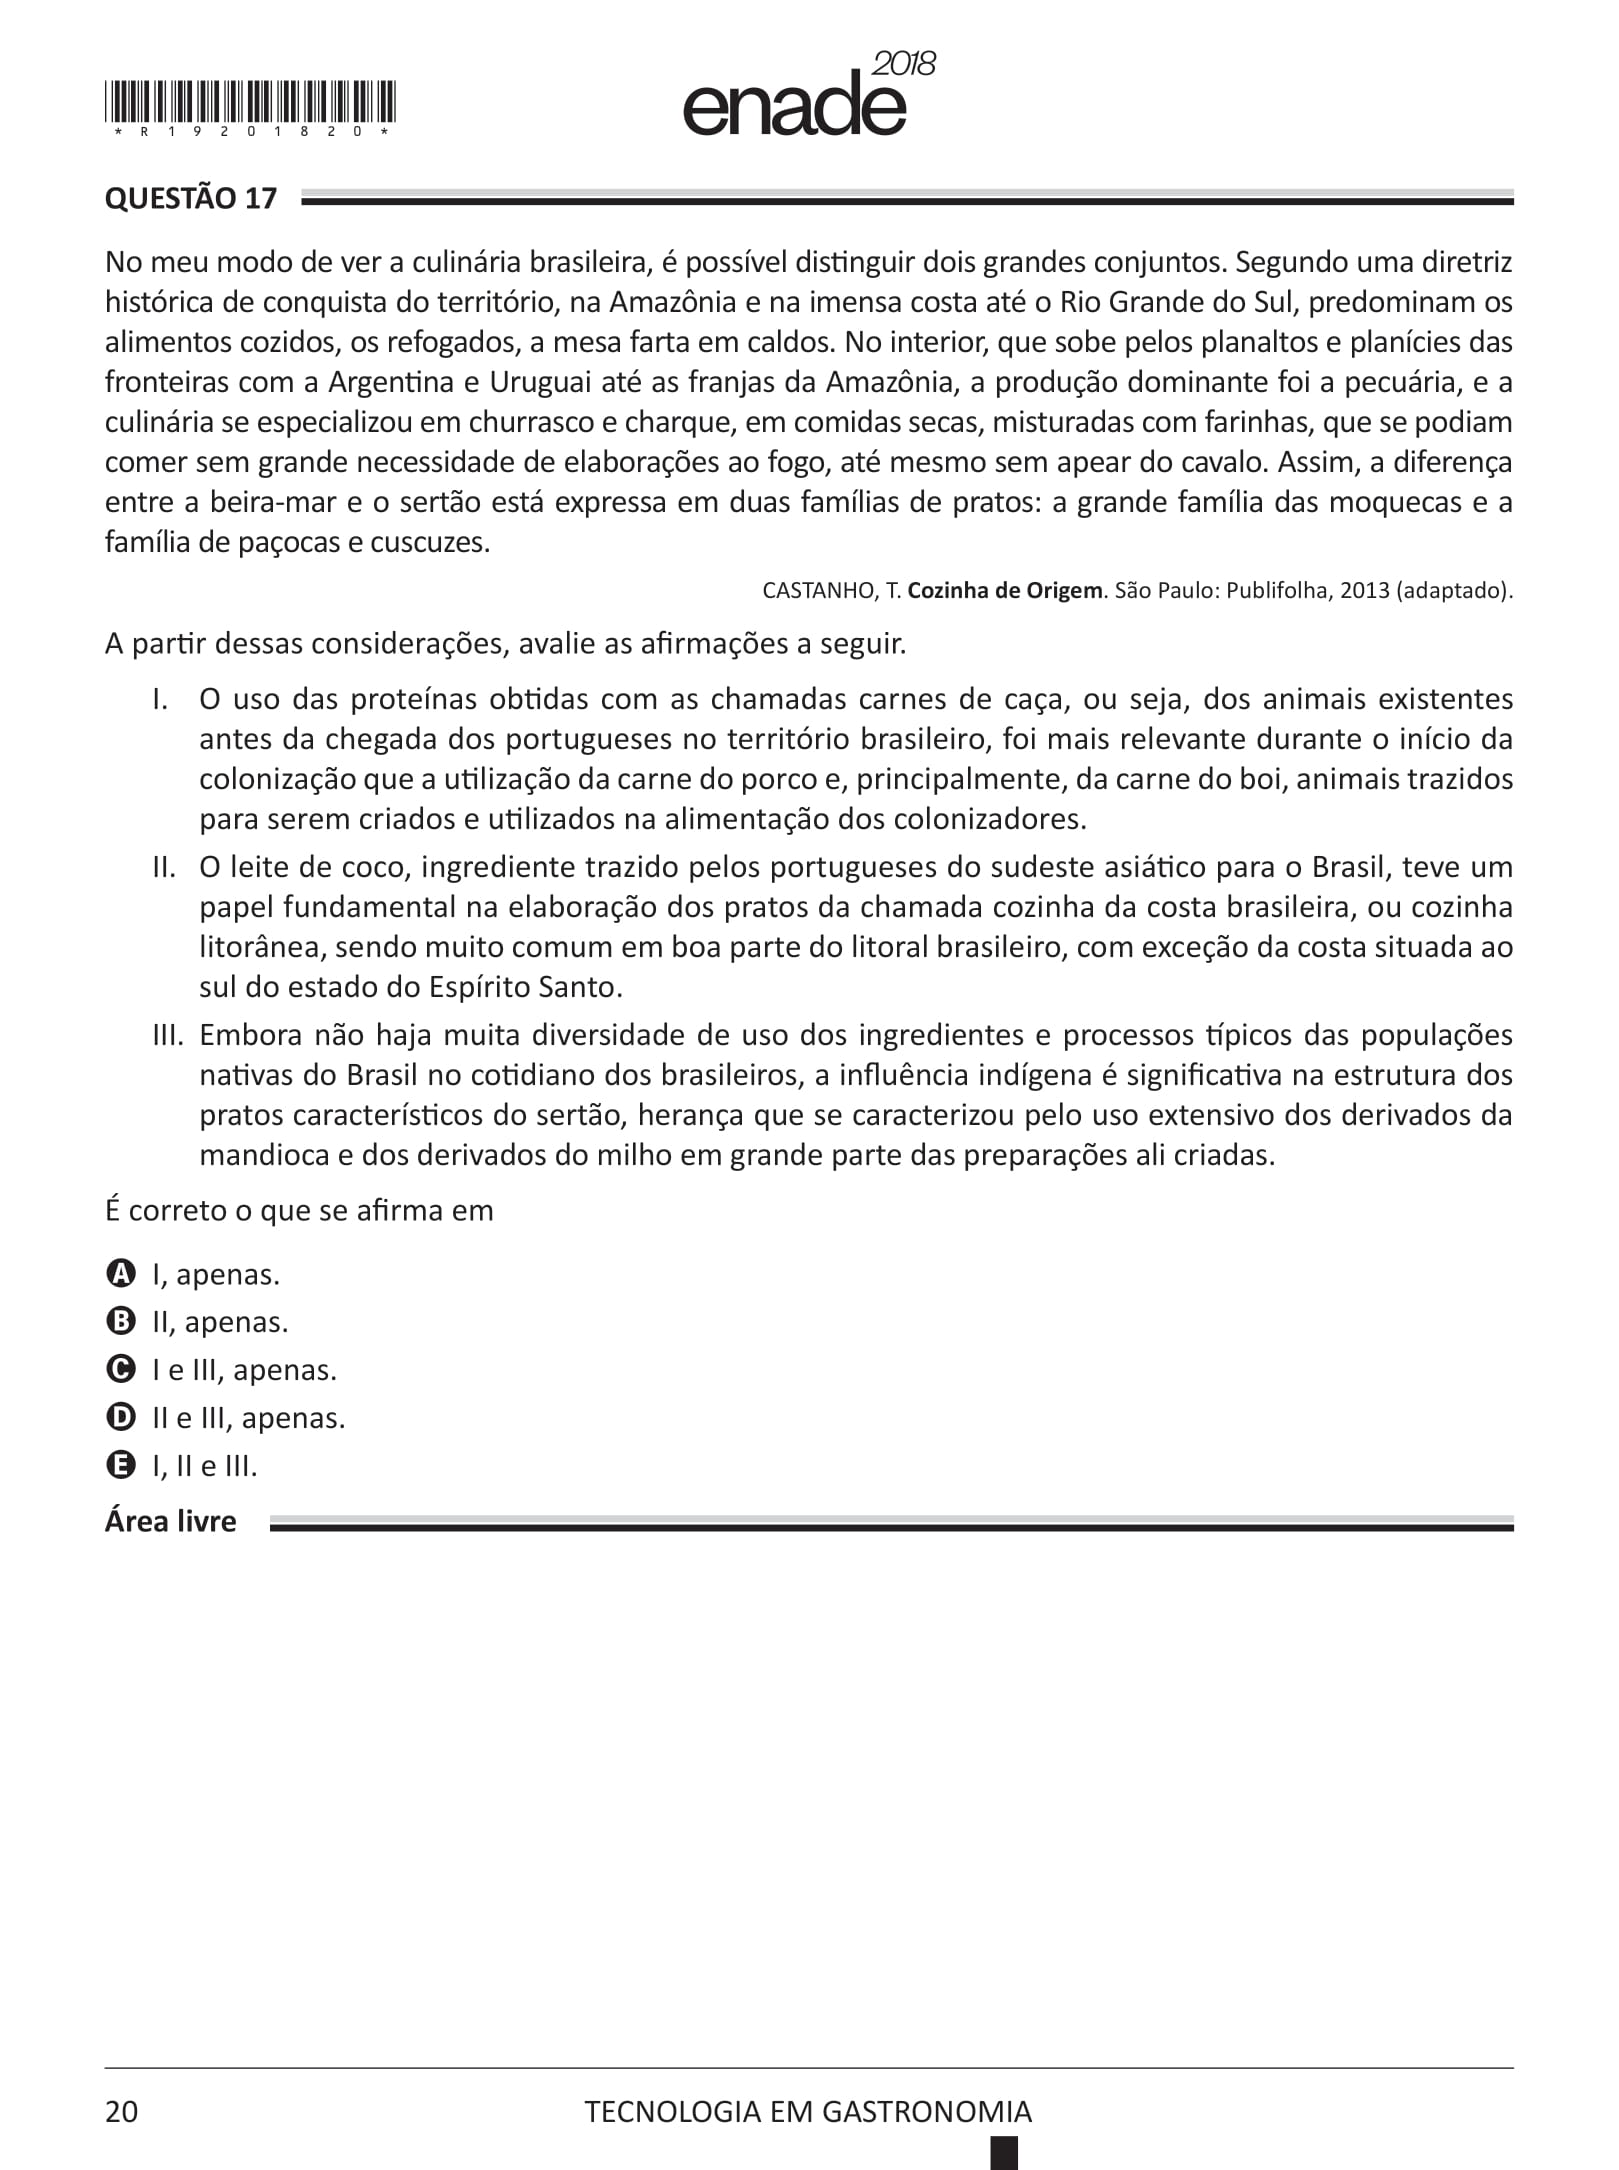 enade 2018
* R 1 9 2 0 1 8 2 0 *
QUESTÃO 17
No meu modo de ver a culinária brasileira, é possível distinguir dois grandes conjuntos. Segundo uma diretriz
histórica de conquista do território, na Amazônia e na imensa costa até o Rio Grande do Sul, predominam os
alimentos cozidos, os refogados, a mesa farta em caldos. No interior, que sobe pelos planaltos e planícies das
fronteiras com a Argentina e Uruguai até as franjas da Amazônia, a produção dominante foi a pecuária, e a
culinária se especializou em churrasco e charque, em comidas secas, misturadas com farinhas, que se podiam
comer sem grande necessidade de elaborações ao fogo, até mesmo sem apear do cavalo. Assim, a diferença
entre a beira-mar e o sertão está expressa em duas famílias de pratos: a grande família das moquecas e a
família de paçocas e cuscuzes.
CASTANHO, T. Cozinha de Origem. São Paulo: Publifolha, 2013 (adaptado).
A partir dessas considerações, avalie as afirmações a seguir.
I. O uso das proteínas obtidas com as chamadas carnes de caça, ou seja, dos animais existentes
antes da chegada dos portugueses no território brasileiro, foi mais relevante durante o início da
colonização que a utilização da carne do porco e, principalmente, da carne do boi, animais trazidos
para serem criados e utilizados na alimentação dos colonizadores.
II. O leite de coco, ingrediente trazido pelos portugueses do sudeste asiático para o Brasil, teve um
papel fundamental na elaboração dos pratos da chamada cozinha da costa brasileira, ou cozinha
litorânea, sendo muito comum em boa parte do litoral brasileiro, com exceção da costa situada ao
sul do estado do Espírito Santo.
III. Embora não haja muita diversidade de uso dos ingredientes e processos típicos das populações
nativas do Brasil no cotidiano dos brasileiros, a influência indígena é significativa na estrutura dos
pratos característicos do sertão, herança que se caracterizou pelo uso extensivo dos derivados da
mandioca e dos derivados do milho em grande parte das preparações ali criadas.
É correto o que se afirma em
A I, apenas.
B II, apenas.
C I e III, apenas.
D II e III, apenas.
E I, II e III.
Área livre
20
TECNOLOGIA EM GASTRONOMIA